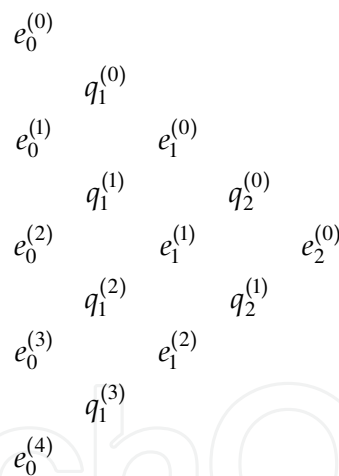 e_0^{(0)}
q_1^{(0)}
e_0^{(1)} e_1^{(0)}
q_1^{(1)} q_2^{(0)}
e_0^{(2)} e_1^{(1)} e_2^{(0)}
q_1^{(2)} q_2^{(1)}
e_0^{(3)} e_1^{(2)}
q_1^{(3)}
e_0^{(4)}